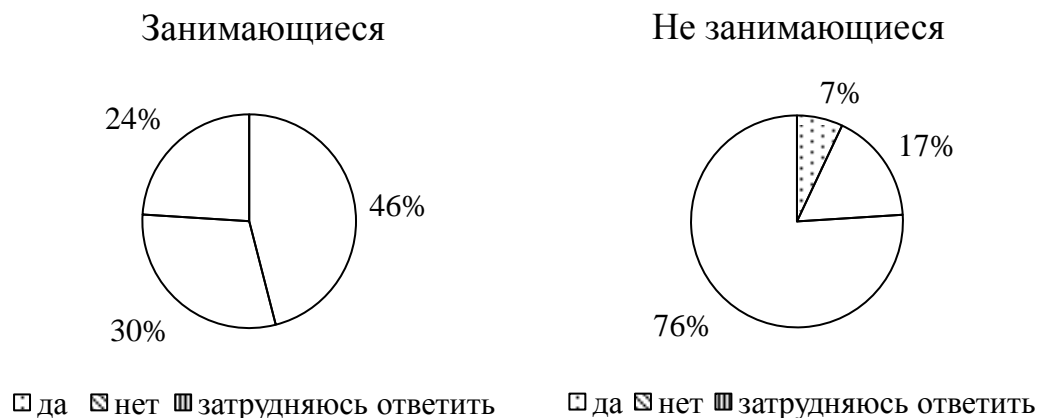 Занимающиеся
24%
46%
30%
да нет затрудняюсь ответить
Не занимающиеся
7%
17%
76%
да нет затрудняюсь ответить